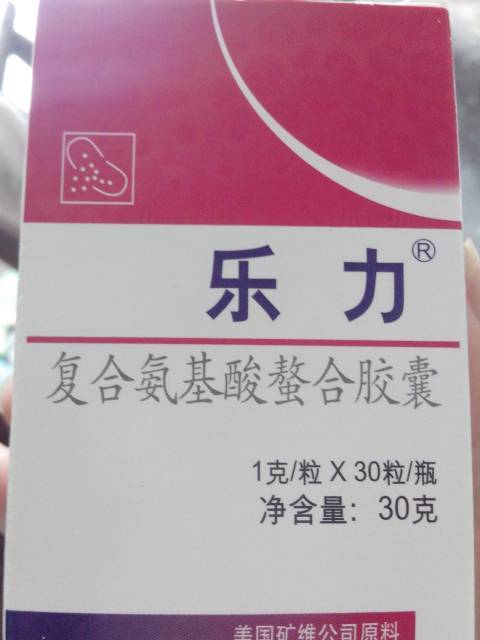 乐力®
复合氨基酸螯合胶囊
1克/粒 X 30粒/瓶
净含量：30克
美国矿维公司原料